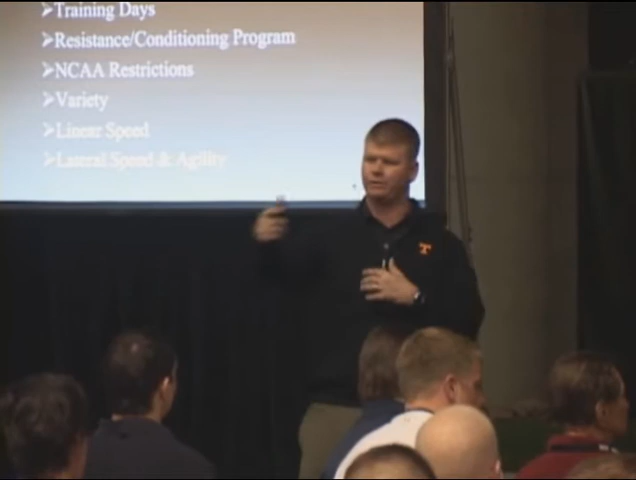 ➢Training Days
➢Resistance/Conditioning Program
➢NCAA Restrictions
➢Variety
➢Linear Speed
➢Lateral Speed & Agility
T